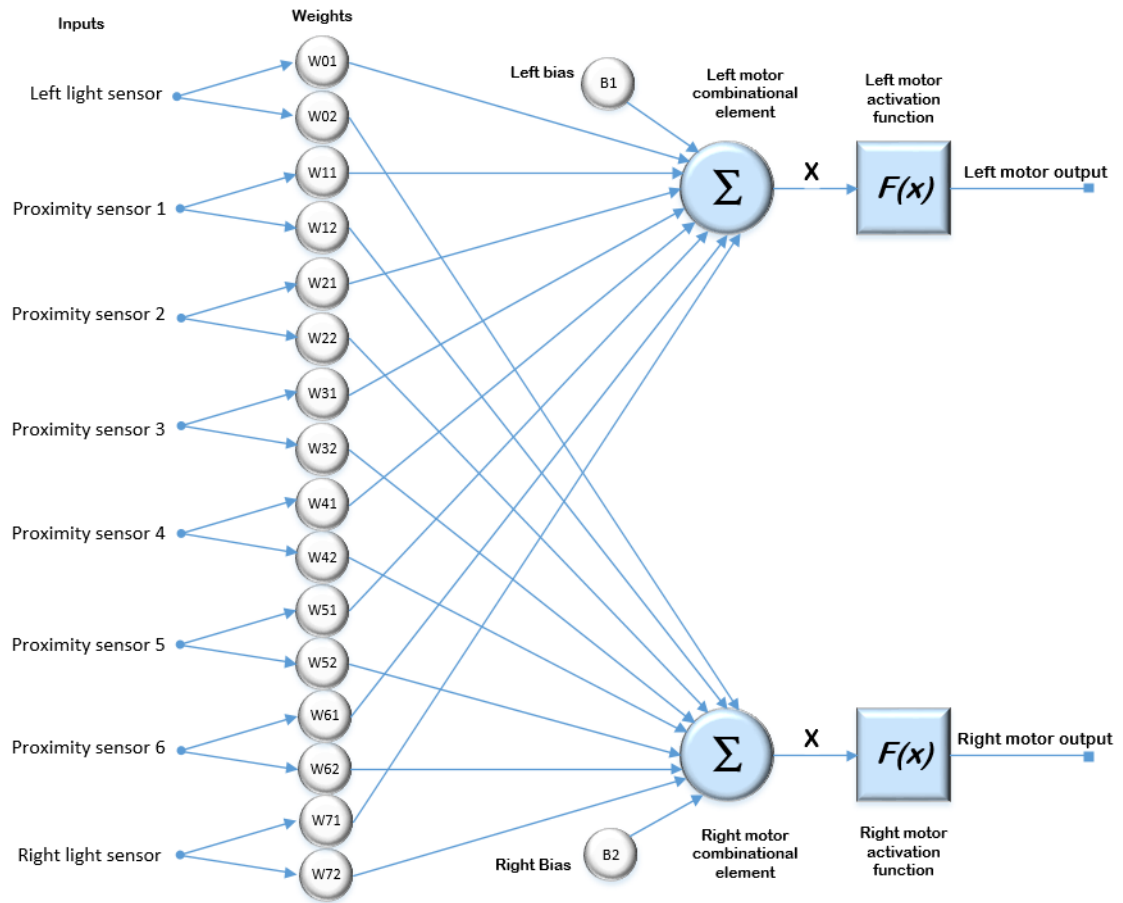 Inputs
Weights
Left light sensor
Proximity sensor 1
Proximity sensor 2
Proximity sensor 3
Proximity sensor 4
Proximity sensor 5
Proximity sensor 6
Right light sensor
W01
W02
W11
W12
W21
W22
W31
W32
W41
W42
W51
W52
W61
W62
W71
W72
Left bias
B1
Left motor
combinational
element
Σ
X
Left motor
activation
function
F(x)
Left motor output
Right Bias
B2
Σ
Right motor
combinational
element
X
F(x)
Right motor
activation
function
Right motor output